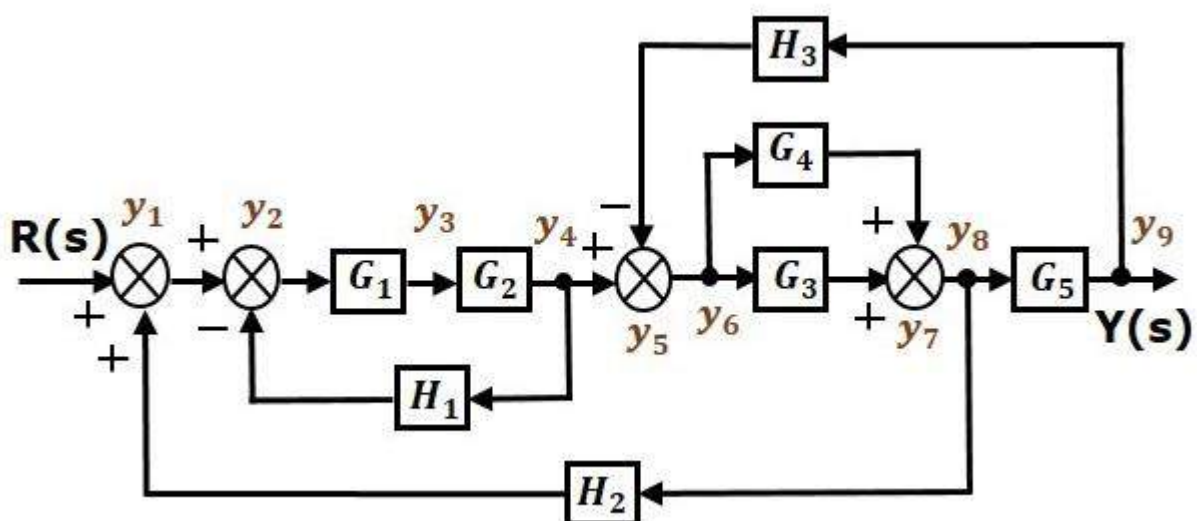 H₃
G₄
−
y₁
y₂
y₃
y₄
+
y₈
y₉
R(s)
+
+
G₁
G₂
G₃
G₅
+
−
y₅
y₆
+
y₇
Y(s)
+
H₁
H₂